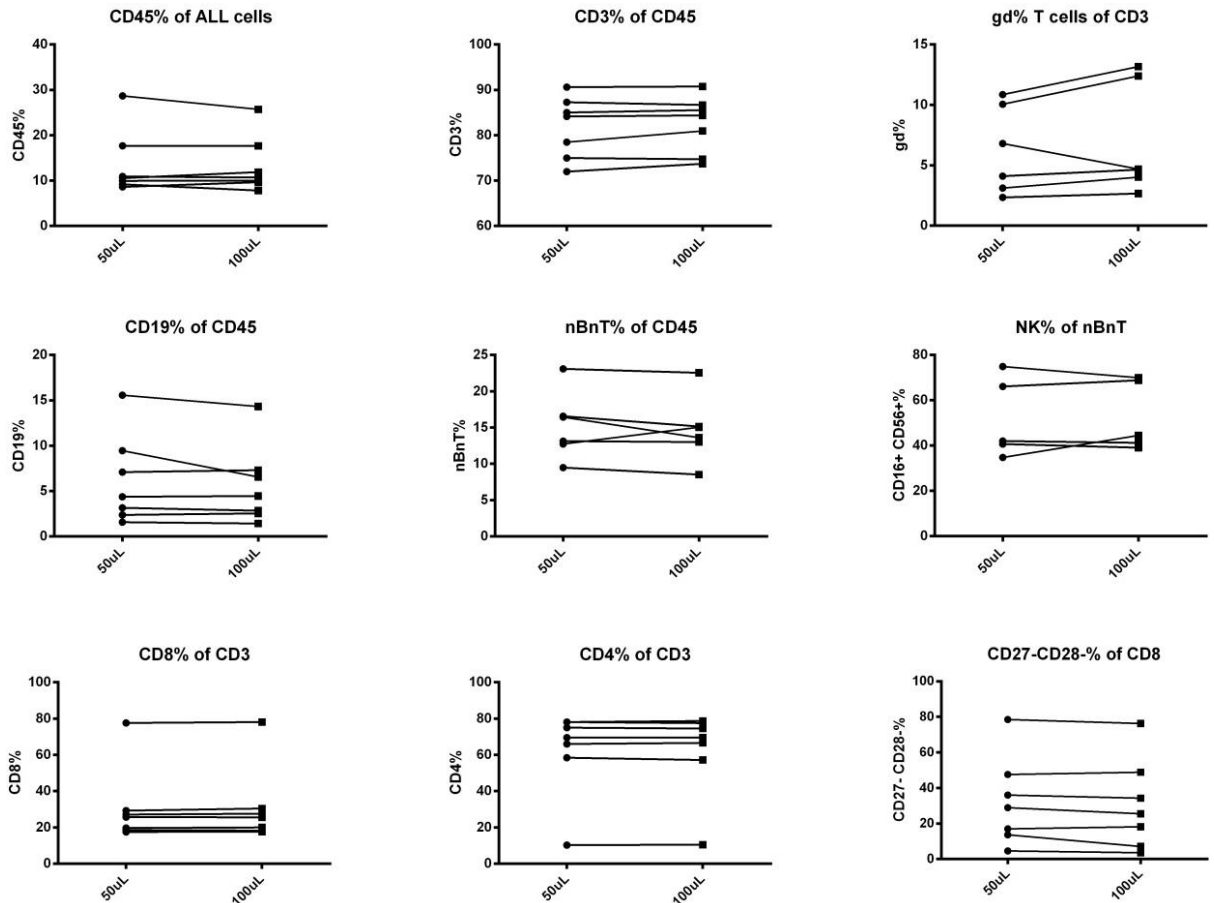 CD45% of ALL cells
CD45%
40
30
20
10
0
50uL
100uL
CD3% of CD45
CD3%
100
90
80
70
60
50uL
100uL
gd% T cells of CD3
gd%
15
10
5
0
50uL
100uL
CD19% of CD45
CD19%
20
15
10
5
0
50uL
100uL
nBnT% of CD45
nBnT%
25
20
15
10
5
0
50uL
100uL
NK% of nBnT
CD16+ CD56+%
80
60
40
20
0
50uL
100uL
CD8% of CD3
CD8%
100
80
60
40
20
0
50uL
100uL
CD4% of CD3
CD4%
100
80
60
40
20
0
50uL
100uL
CD27-CD28-% of CD8
CD27- CD28-%
100
80
60
40
20
0
50uL
100uL